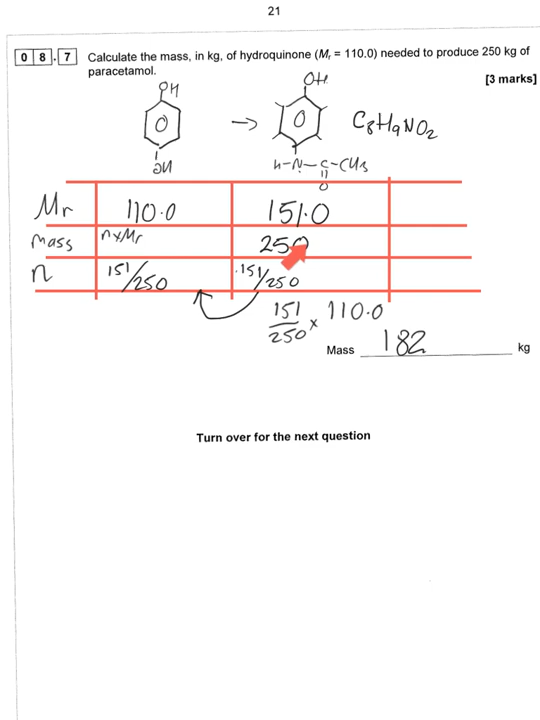 21
0 8 . 7 Calculate the mass, in kg, of hydroquinone (Mr = 110.0) needed to produce 250 kg of
paracetamol.
[3 marks]
OH
OH
C8H9NO2
OH
H-N-C-CH3
O
Mr 110.0 151.0
mass n×Mr 250
n 151/250 151/250
151/250 × 110.0
Mass 182 kg
Turn over for the next question